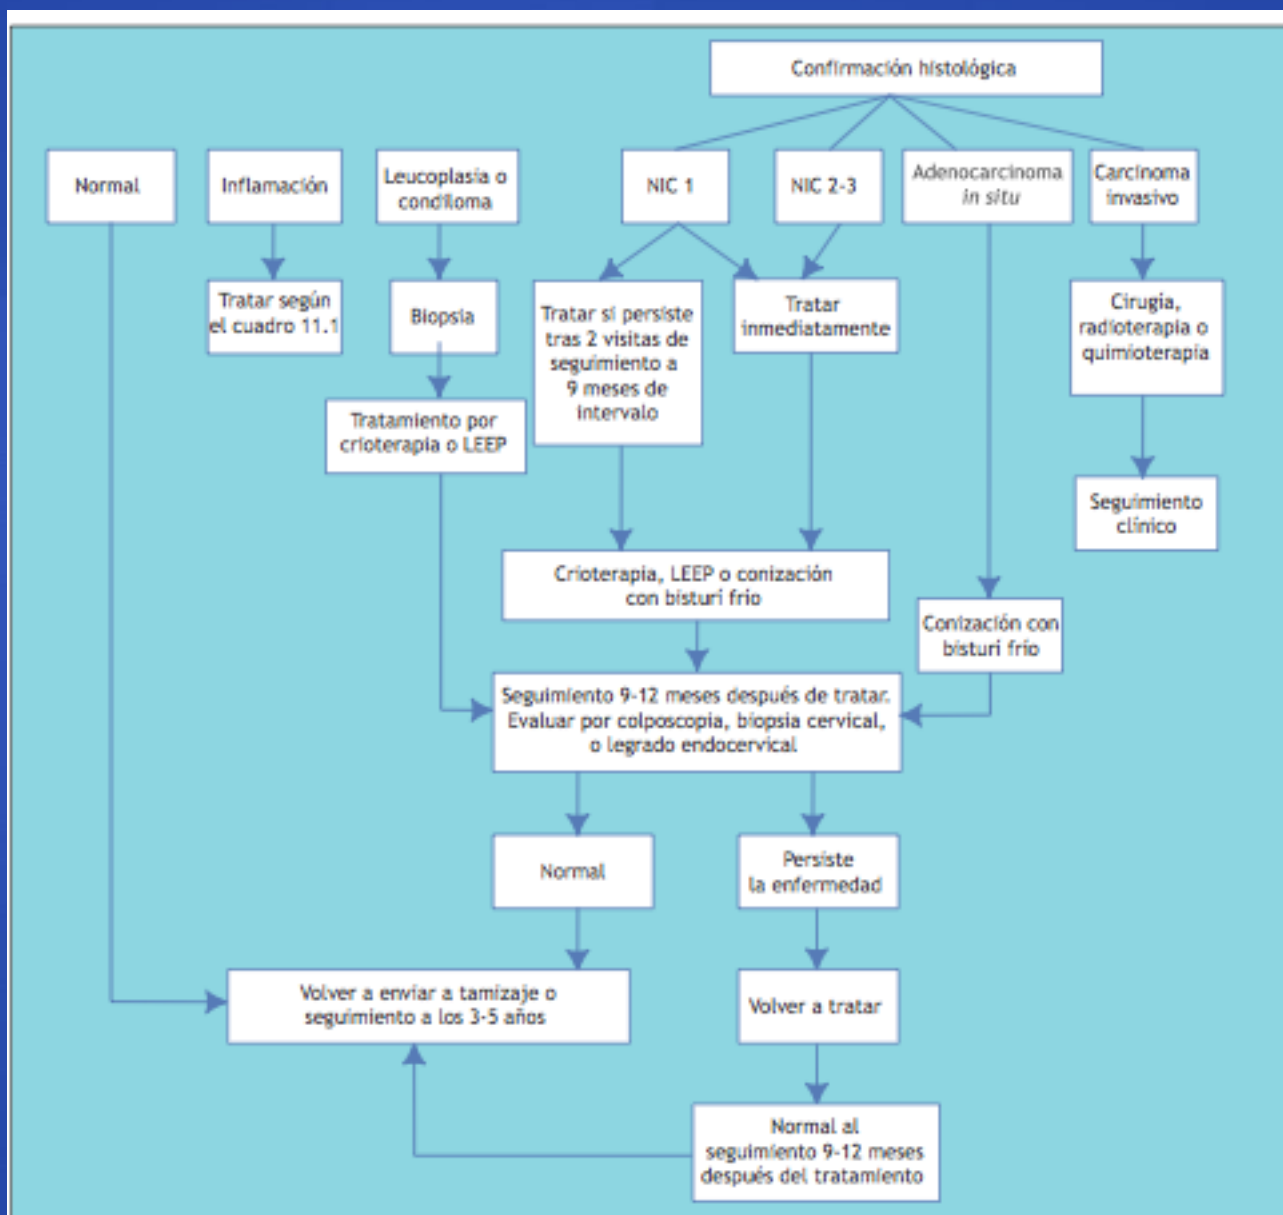 Confirmación histológica
Normal
Inflamación
Leucoplasia o
condiloma
NIC 1
NIC 2-3
Adenocarcinoma
in situ
Carcinoma
invasivo
Tratar según
el cuadro 11.1
Biopsia
Tratar si persiste
tras 2 visitas de
seguimiento a
9 meses de
intervalo
Tratar
inmediatamente
Cirugía,
radioterapia o
quimioterapia
Tratamiento por
crioterapia o LEEP
Seguimiento
clínico
Crioterapia, LEEP o conización
con bisturí frío
Conización con
bisturí frío
Seguimiento 9-12 meses después de tratar.
Evaluar por colposcopia, biopsia cervical,
o legrado endocervical
Normal
Persiste
la enfermedad
Volver a enviar a tamizaje o
seguimiento a los 3-5 años
Volver a tratar
Normal al
seguimiento 9-12 meses
después del tratamiento